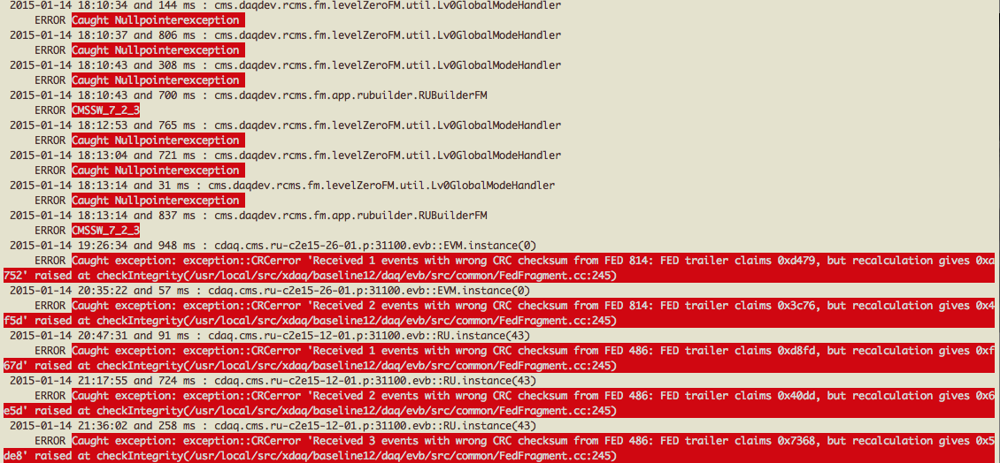 2015-01-14 18:10:34 and 144 ms : cms.daqdev.rcms.fm.levelZeroFM.util.Lv0GlobalModeHandler
ERROR Caught Nullpointerexception
2015-01-14 18:10:37 and 806 ms : cms.daqdev.rcms.fm.levelZeroFM.util.Lv0GlobalModeHandler
ERROR Caught Nullpointerexception
2015-01-14 18:10:43 and 308 ms : cms.daqdev.rcms.fm.levelZeroFM.util.Lv0GlobalModeHandler
ERROR Caught Nullpointerexception
2015-01-14 18:10:43 and 700 ms : cms.daqdev.rcms.fm.app.rubuilder.RUBuilderFM
ERROR CMSSW_7_2_3
2015-01-14 18:12:53 and 765 ms : cms.daqdev.rcms.fm.levelZeroFM.util.Lv0GlobalModeHandler
ERROR Caught Nullpointerexception
2015-01-14 18:13:04 and 721 ms : cms.daqdev.rcms.fm.levelZeroFM.util.Lv0GlobalModeHandler
ERROR Caught Nullpointerexception
2015-01-14 18:13:14 and 31 ms : cms.daqdev.rcms.fm.levelZeroFM.util.Lv0GlobalModeHandler
ERROR Caught Nullpointerexception
2015-01-14 18:13:14 and 837 ms : cms.daqdev.rcms.fm.app.rubuilder.RUBuilderFM
ERROR CMSSW_7_2_3
2015-01-14 19:26:34 and 948 ms : cdaq.cms.ru-c2e15-26-01.p:31100.evb::EVM.instance(0)
ERROR Caught exception: exception::CRCerror 'Received 1 events with wrong CRC checksum from FED 814: FED trailer claims 0xd479, but recalculation gives 0xa
752' raised at checkIntegrity(/usr/local/src/xdaq/baseline12/daq/evb/src/common/FedFragment.cc:245)
2015-01-14 20:35:22 and 57 ms : cdaq.cms.ru-c2e15-26-01.p:31100.evb::EVM.instance(0)
ERROR Caught exception: exception::CRCerror 'Received 2 events with wrong CRC checksum from FED 814: FED trailer claims 0x3c76, but recalculation gives 0x4
f5d' raised at checkIntegrity(/usr/local/src/xdaq/baseline12/daq/evb/src/common/FedFragment.cc:245)
2015-01-14 20:47:31 and 91 ms : cdaq.cms.ru-c2e15-12-01.p:31100.evb::RU.instance(43)
ERROR Caught exception: exception::CRCerror 'Received 1 events with wrong CRC checksum from FED 486: FED trailer claims 0xd8fd, but recalculation gives 0xf
67d' raised at checkIntegrity(/usr/local/src/xdaq/baseline12/daq/evb/src/common/FedFragment.cc:245)
2015-01-14 21:17:55 and 724 ms : cdaq.cms.ru-c2e15-12-01.p:31100.evb::RU.instance(43)
ERROR Caught exception: exception::CRCerror 'Received 2 events with wrong CRC checksum from FED 486: FED trailer claims 0x40dd, but recalculation gives 0x6
e5d' raised at checkIntegrity(/usr/local/src/xdaq/baseline12/daq/evb/src/common/FedFragment.cc:245)
2015-01-14 21:36:02 and 258 ms : cdaq.cms.ru-c2e15-12-01.p:31100.evb::RU.instance(43)
ERROR Caught exception: exception::CRCerror 'Received 3 events with wrong CRC checksum from FED 486: FED trailer claims 0x7368, but recalculation gives 0x5
de8' raised at checkIntegrity(/usr/local/src/xdaq/baseline12/daq/evb/src/common/FedFragment.cc:245)